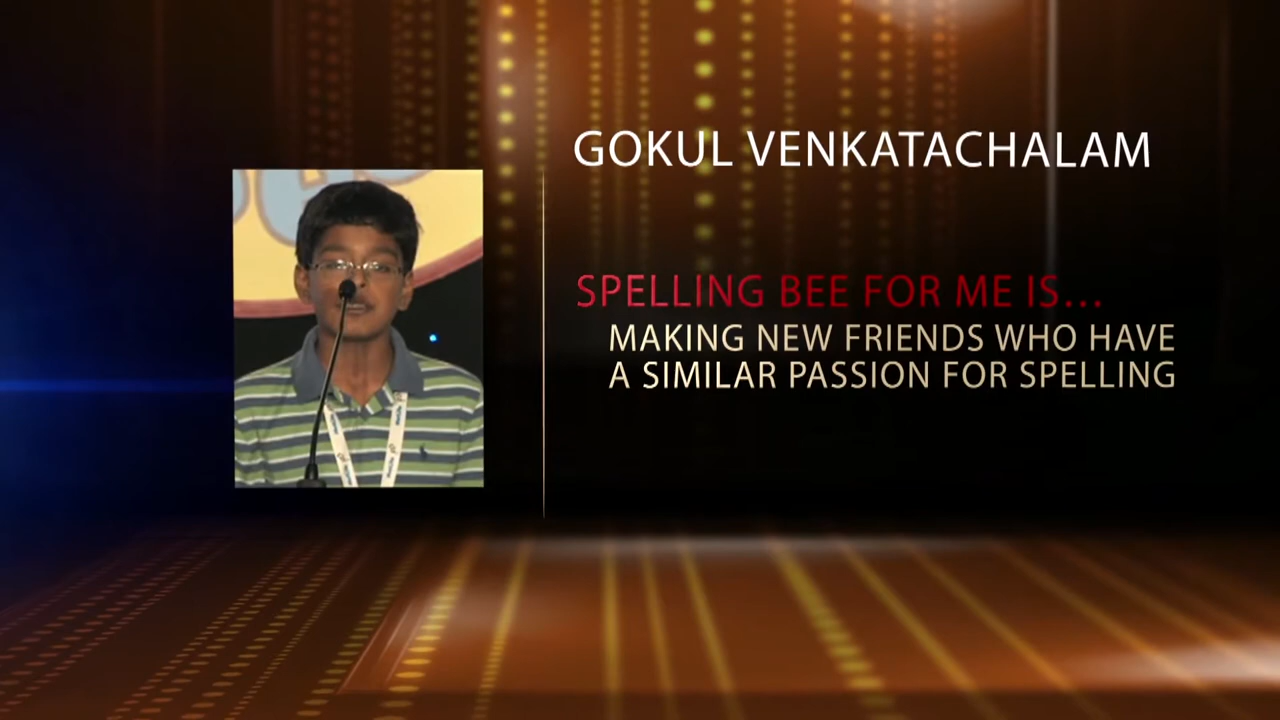 GOKUL VENKATACHALAM
SPELLING BEE FOR ME IS...
MAKING NEW FRIENDS WHO HAVE
A SIMILAR PASSION FOR SPELLING